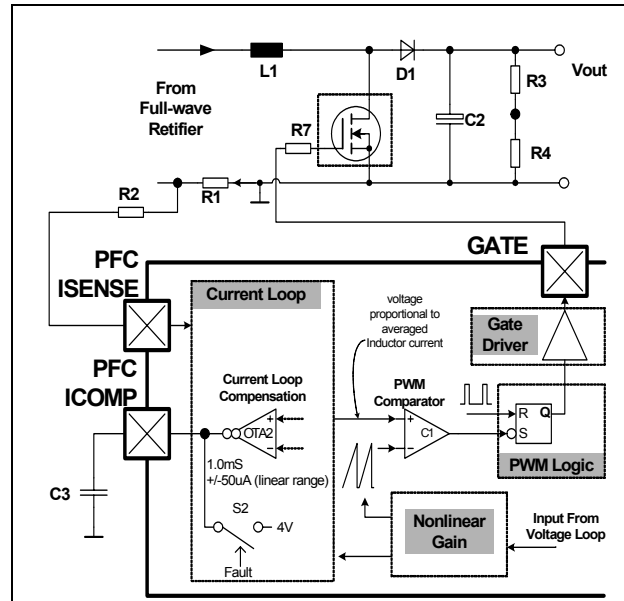 L1
D1
Vout
From
Full-wave
Retifier
R7
C2
R3
R4
R2
R1
GATE
PFC
ISENSE
Current Loop
voltage
proportional to
averaged
Inductor current
Gate
Driver
PFC
ICOMP
Current Loop
Compensation
PWM
Comparator
+
OTA2
−
+
C1
−
R Q
S
PWM Logic
1.0mS
+/-50uA (linear range)
C3
S2
4V
Fault
Nonlinear
Gain
Input From
Voltage Loop